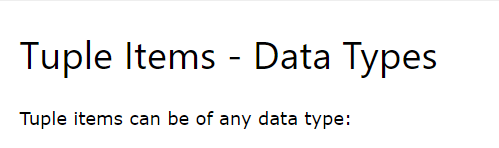 Tuple Items - Data Types
Tuple items can be of any data type: